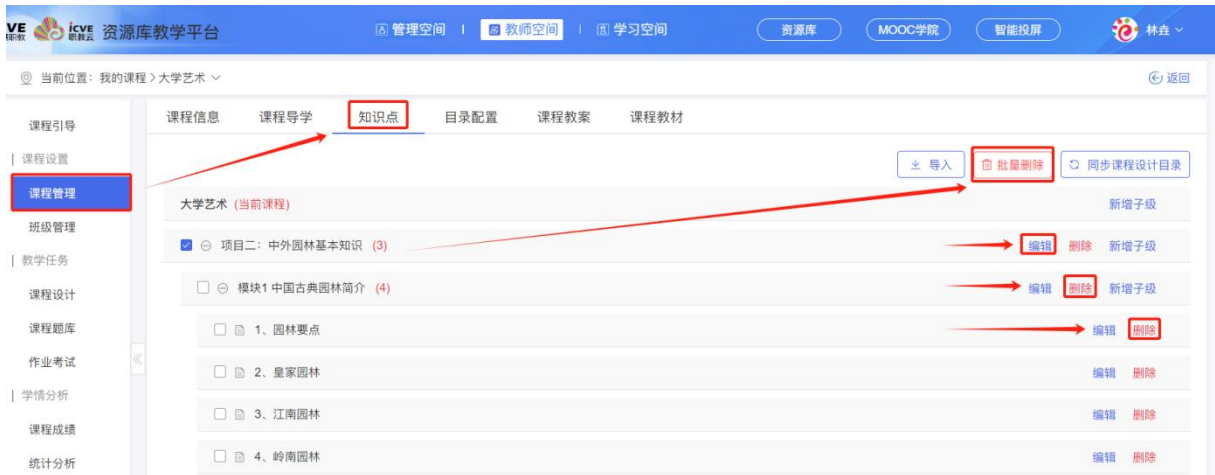 VE icve 资源库教学平台 管理空间 | 教师空间 | 学习空间 资源库 MOOC学院 智能投屏 林垚
职教云
当前位置：我的课程 > 大学艺术 返回
课程引导 课程信息 课程导学 知识点 目录配置 课程教案 课程教材
课程设置 导入 批量删除 同步课程设计目录
课程管理 大学艺术 (当前课程) 新增子级
班级管理 项目二：中外园林基本知识 (3) 编辑 删除 新增子级
教学任务
课程设计 模块1 中国古典园林简介 (4) 编辑 删除 新增子级
课程题库 1、园林要点 编辑 删除
作业考试 2、皇家园林 编辑 删除
学情分析
课程成绩 3、江南园林 编辑 删除
统计分析 4、岭南园林 编辑 删除